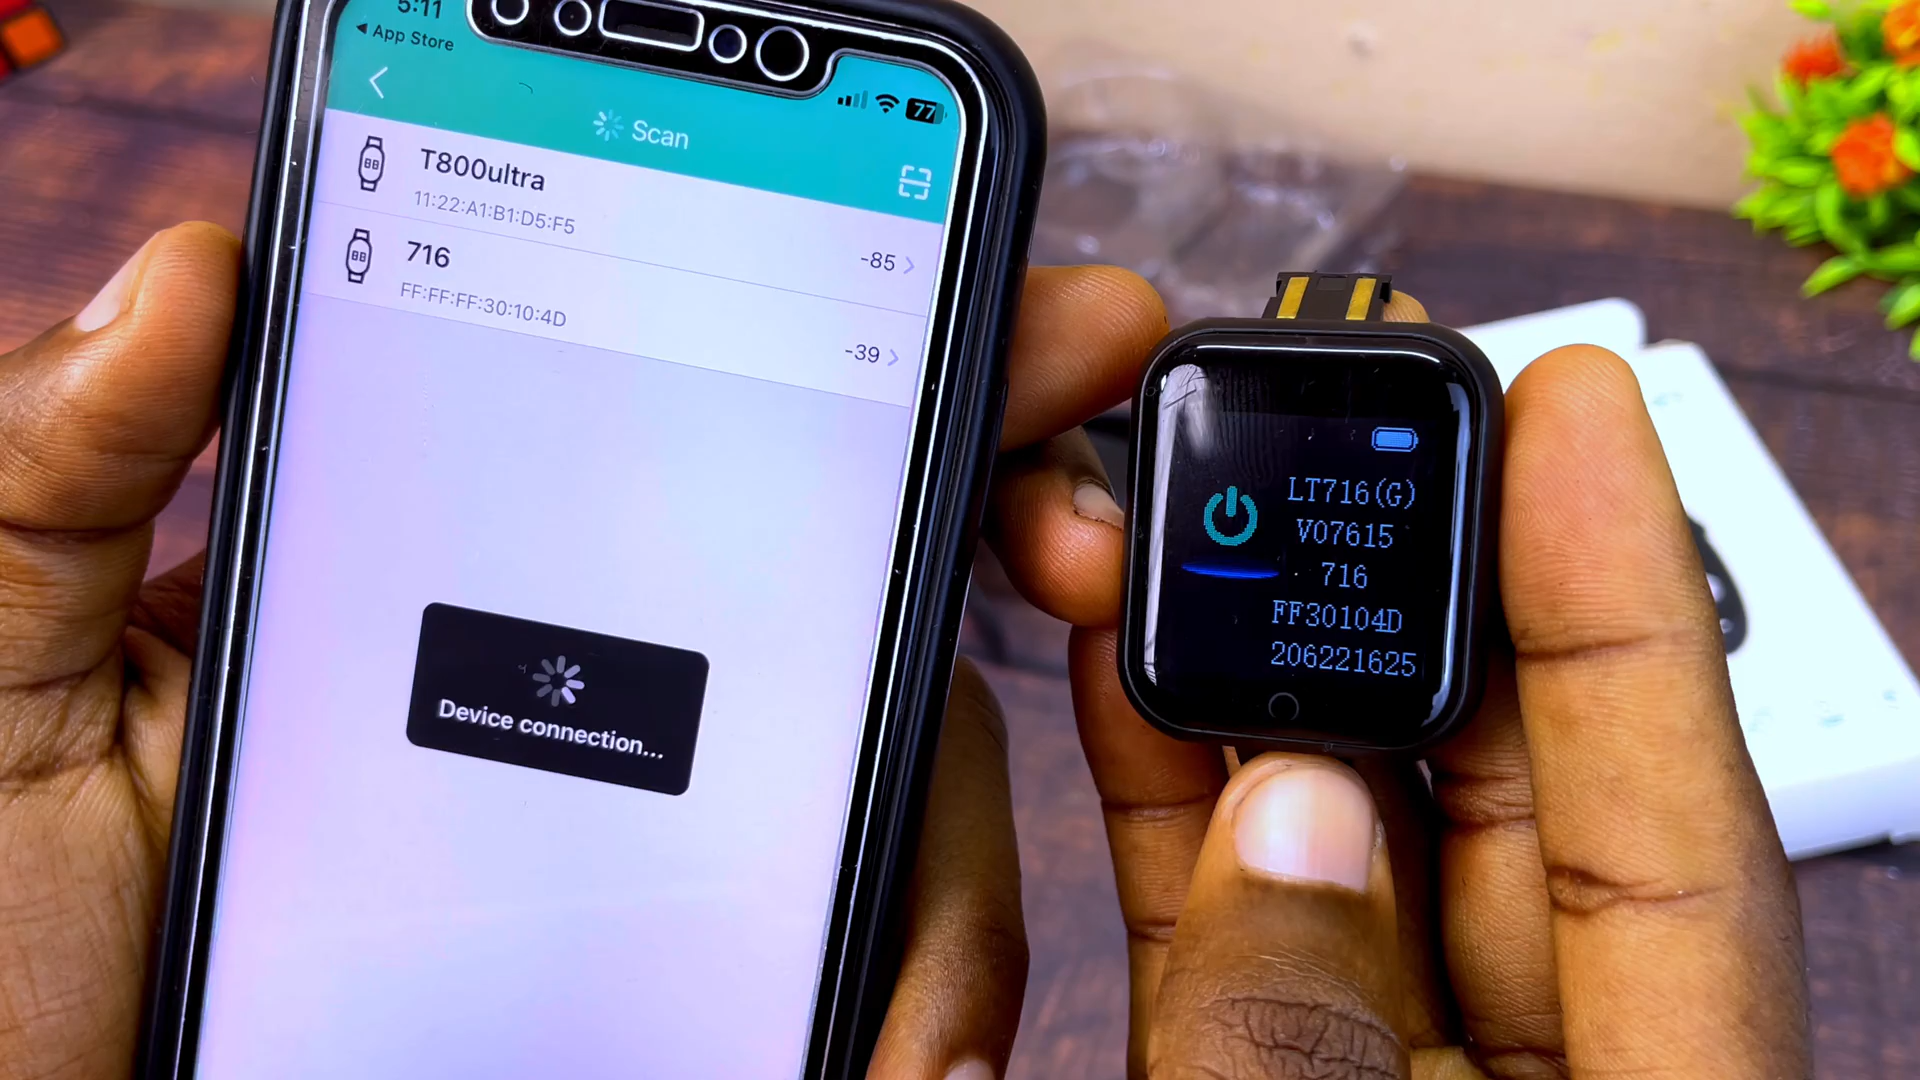 5:11
◀ App Store
77
Scan
T800ultra
11:22:A1:B1:D5:F5
-85
716
FF:FF:FF:30:10:4D
-39
Device connection...
LT716(G)
V07615
716
FF30104D
206221625